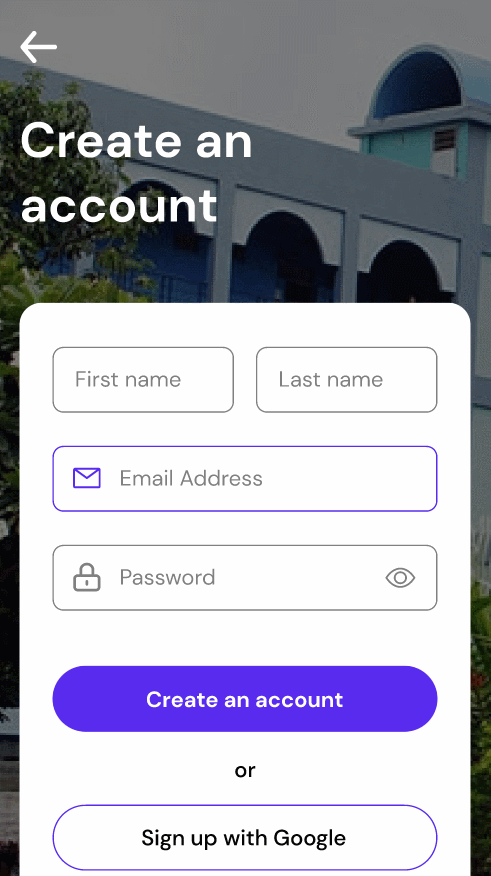 Create an
account
First name
Last name
Email Address
Password
Create an account
or
Sign up with Google